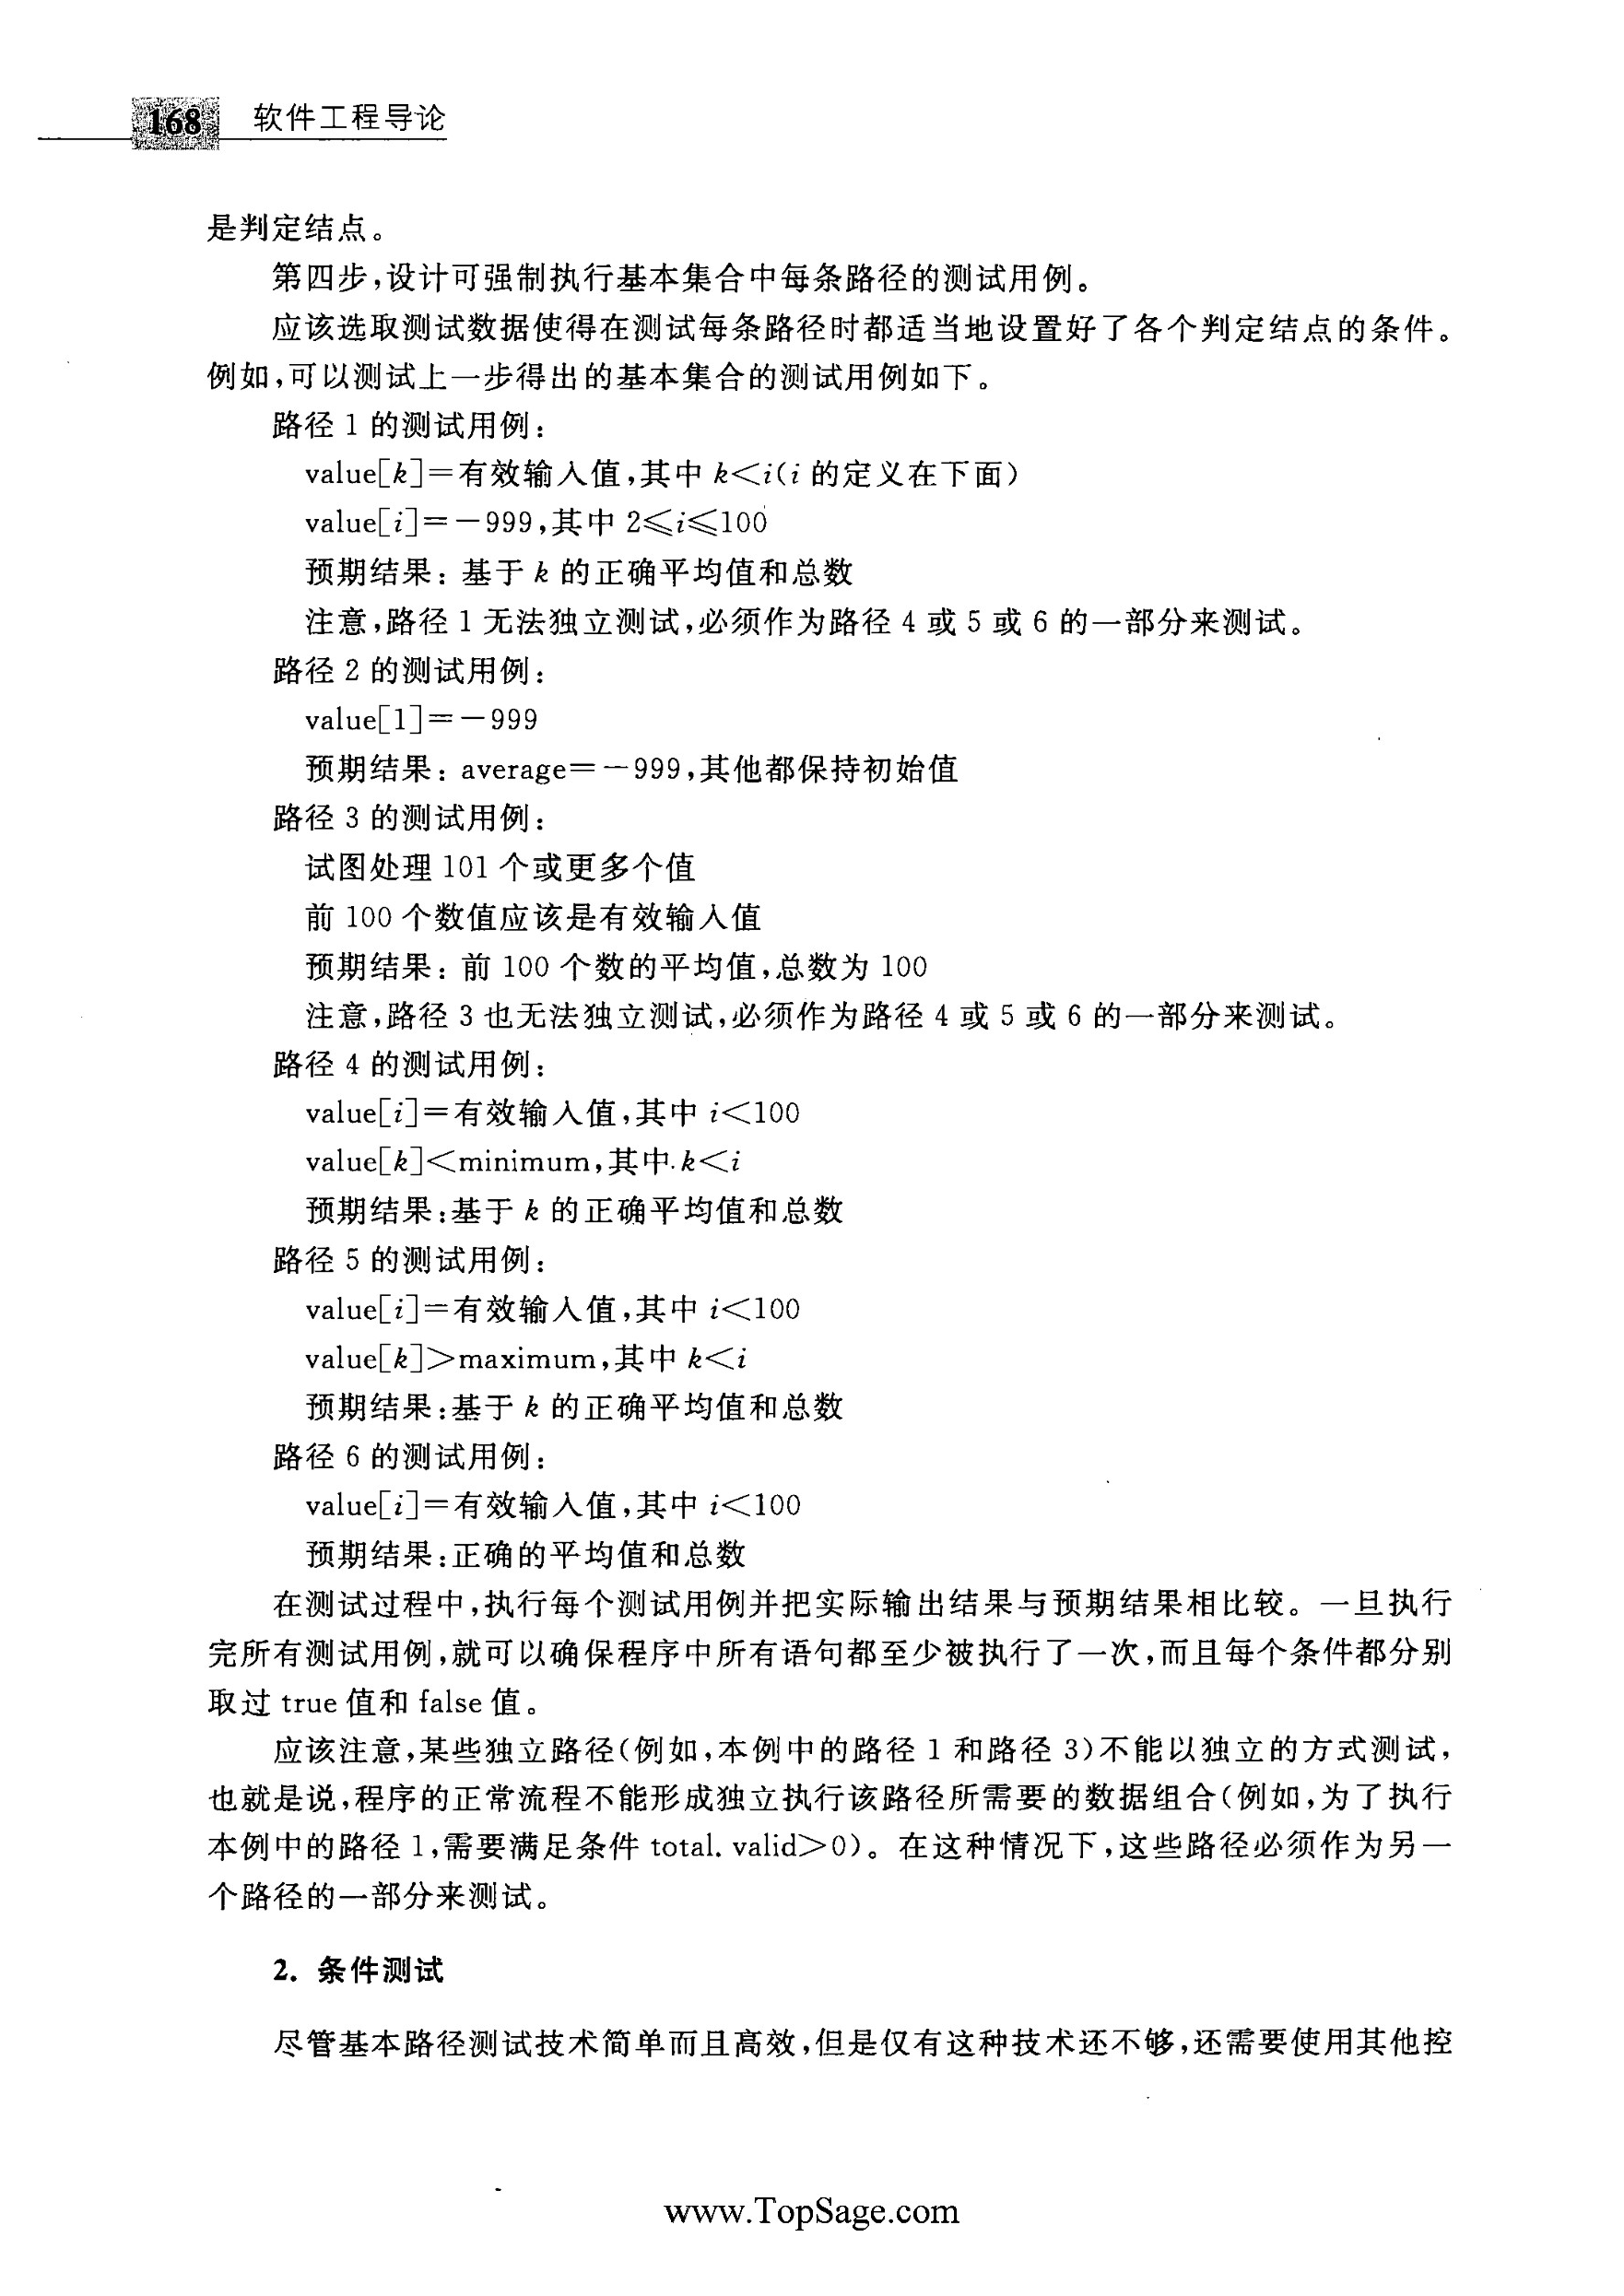 168 软件工程导论
是判定结点。
第四步,设计可强制执行基本集合中每条路径的测试用例。
应该选取测试数据使得在测试每条路径时都适当地设置好了各个判定结点的条件。
例如,可以测试上一步得出的基本集合的测试用例如下。
路径 1 的测试用例:
value[k]=有效输入值,其中 k<i(i 的定义在下面)
value[i]=-999,其中 2≤i≤100
预期结果: 基于 k 的正确平均值和总数
注意,路径 1 无法独立测试,必须作为路径 4 或 5 或 6 的一部分来测试。
路径 2 的测试用例:
value[1]=-999
预期结果: average=-999,其他都保持初始值
路径 3 的测试用例:
试图处理 101 个或更多个值
前 100 个数值应该是有效输入值
预期结果: 前 100 个数的平均值,总数为 100
注意,路径 3 也无法独立测试,必须作为路径 4 或 5 或 6 的一部分来测试。
路径 4 的测试用例:
value[i]=有效输入值,其中 i<100
value[k]<minimum,其中 k<i
预期结果:基于 k 的正确平均值和总数
路径 5 的测试用例:
value[i]=有效输入值,其中 i<100
value[k]>maximum,其中 k<i
预期结果:基于 k 的正确平均值和总数
路径 6 的测试用例:
value[i]=有效输入值,其中 i<100
预期结果:正确的平均值和总数
在测试过程中,执行每个测试用例并把实际输出结果与预期结果相比较。一旦执行
完所有测试用例,就可以确保程序中所有语句都至少被执行了一次,而且每个条件都分别
取过 true 值和 false 值。
应该注意,某些独立路径(例如,本例中的路径 1 和路径 3)不能以独立的方式测试,
也就是说,程序的正常流程不能形成独立执行该路径所需要的数据组合(例如,为了执行
本例中的路径 1,需要满足条件 total. valid>0)。在这种情况下,这些路径必须作为另一
个路径的一部分来测试。
2. 条件测试
尽管基本路径测试技术简单而且高效,但是仅有这种技术还不够,还需要使用其他控
www.TopSage.com